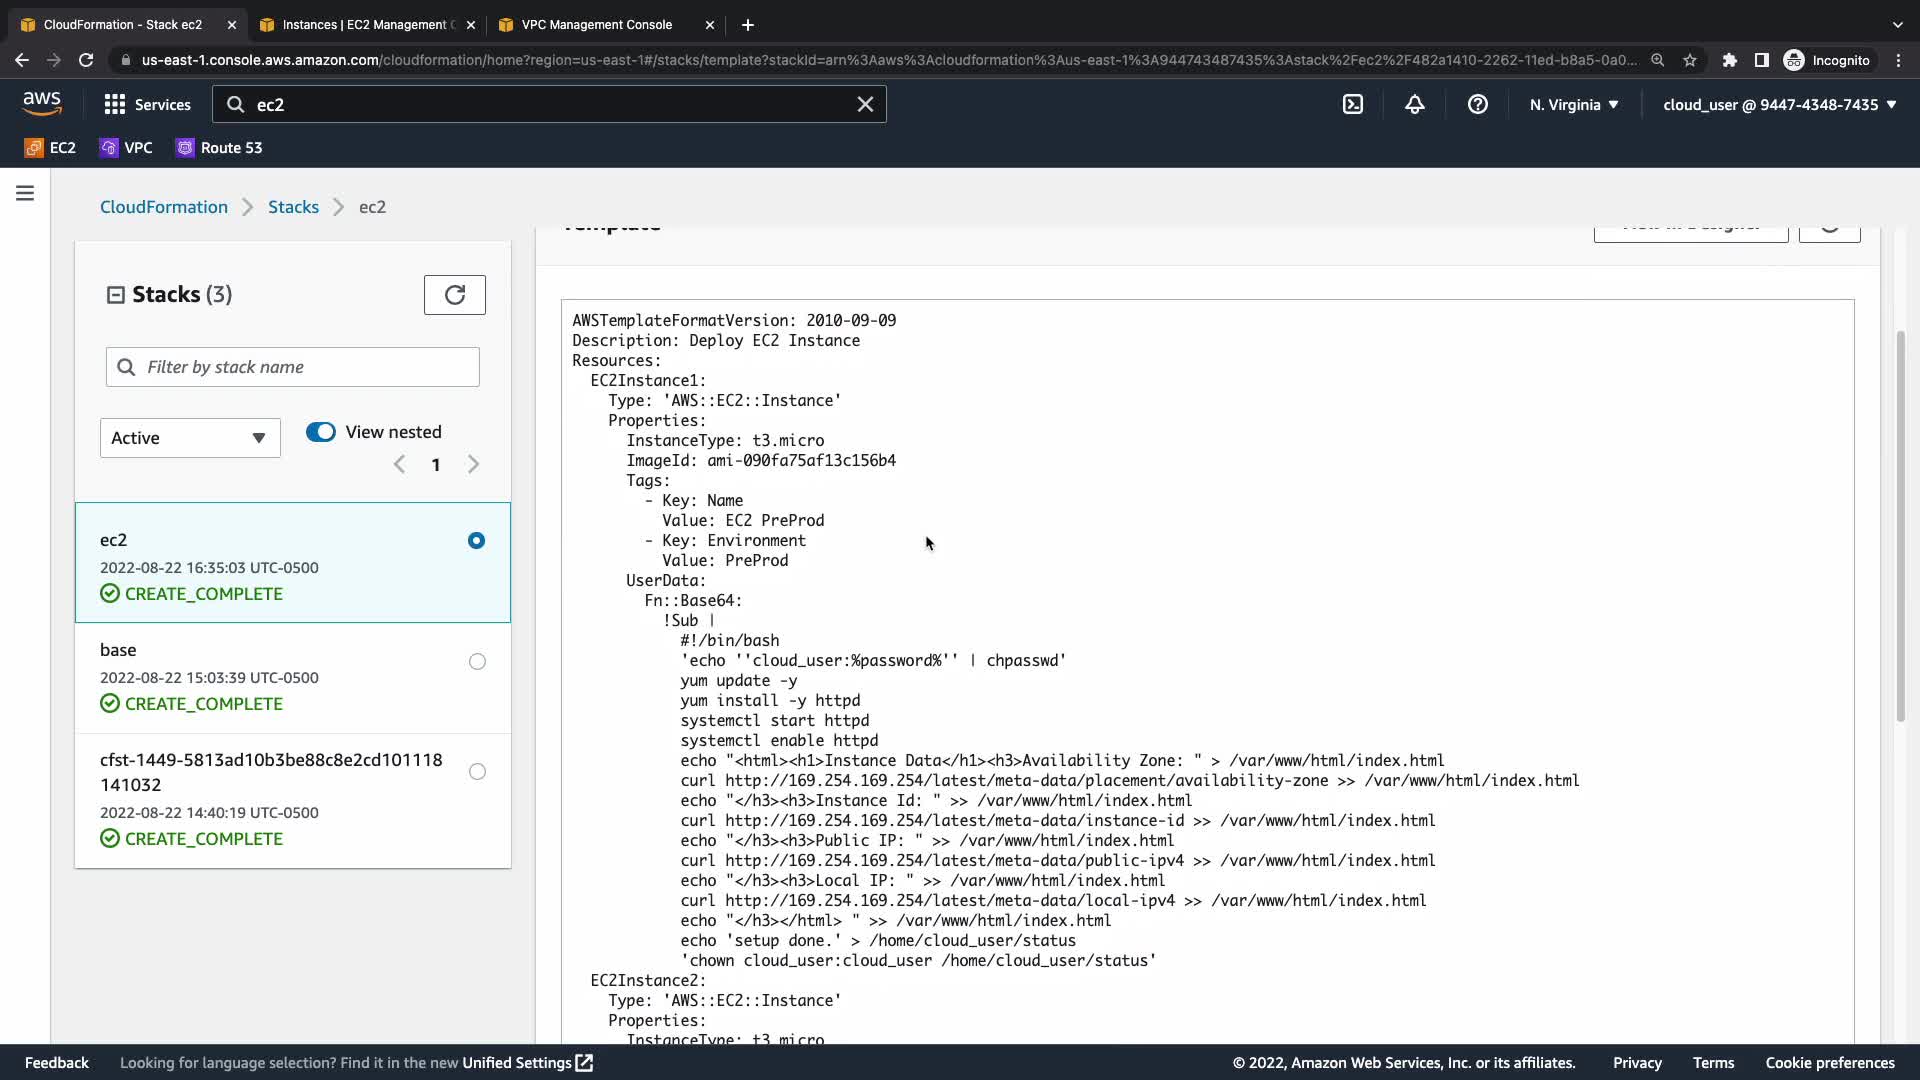 CloudFormation - Stack ec2
Instances | EC2 Management C
VPC Management Console
us-east-1.console.aws.amazon.com/cloudformation/home?region=us-east-1#/stacks/template?stackId=arn%3Aaws%3Acloudformation%3Aus-east-1%3A944743487435%3Astack%2Fec2%2F482a1410-2262-11ed-b8a5-0a0...
Incognito
aws
Services
ec2
N. Virginia
cloud_user @ 9447-4348-7435
EC2
VPC
Route 53
CloudFormation
Stacks
ec2
Stacks (3)
Filter by stack name
Active
View nested
1
ec2
2022-08-22 16:35:03 UTC-0500
CREATE_COMPLETE
base
2022-08-22 15:03:39 UTC-0500
CREATE_COMPLETE
cfst-1449-5813ad10b3be88c8e2cd101118
141032
2022-08-22 14:40:19 UTC-0500
CREATE_COMPLETE
Template
AWSTemplateFormatVersion: 2010-09-09
Description: Deploy EC2 Instance
Resources:
EC2Instance1:
Type: 'AWS::EC2::Instance'
Properties:
InstanceType: t3.micro
ImageId: ami-090fa75af13c156b4
Tags:
- Key: Name
Value: EC2 PreProd
- Key: Environment
Value: PreProd
UserData:
Fn::Base64:
!Sub |
#!/bin/bash
'echo ''cloud_user:%password%'' | chpasswd'
yum update -y
yum install -y httpd
systemctl start httpd
systemctl enable httpd
echo "<html><h1>Instance Data</h1><h3>Availability Zone: " > /var/www/html/index.html
curl http://169.254.169.254/latest/meta-data/placement/availability-zone >> /var/www/html/index.html
echo "</h3><h3>Instance Id: " >> /var/www/html/index.html
curl http://169.254.169.254/latest/meta-data/instance-id >> /var/www/html/index.html
echo "</h3><h3>Public IP: " >> /var/www/html/index.html
curl http://169.254.169.254/latest/meta-data/public-ipv4 >> /var/www/html/index.html
echo "</h3><h3>Local IP: " >> /var/www/html/index.html
curl http://169.254.169.254/latest/meta-data/local-ipv4 >> /var/www/html/index.html
echo "</h3></html> " >> /var/www/html/index.html
echo 'setup done.' > /home/cloud_user/status
'chown cloud_user:cloud_user /home/cloud_user/status'
EC2Instance2:
Type: 'AWS::EC2::Instance'
Properties:
InstanceType: t3.micro
Feedback
Looking for language selection? Find it in the new Unified Settings
© 2022, Amazon Web Services, Inc. or its affiliates.
Privacy
Terms
Cookie preferences